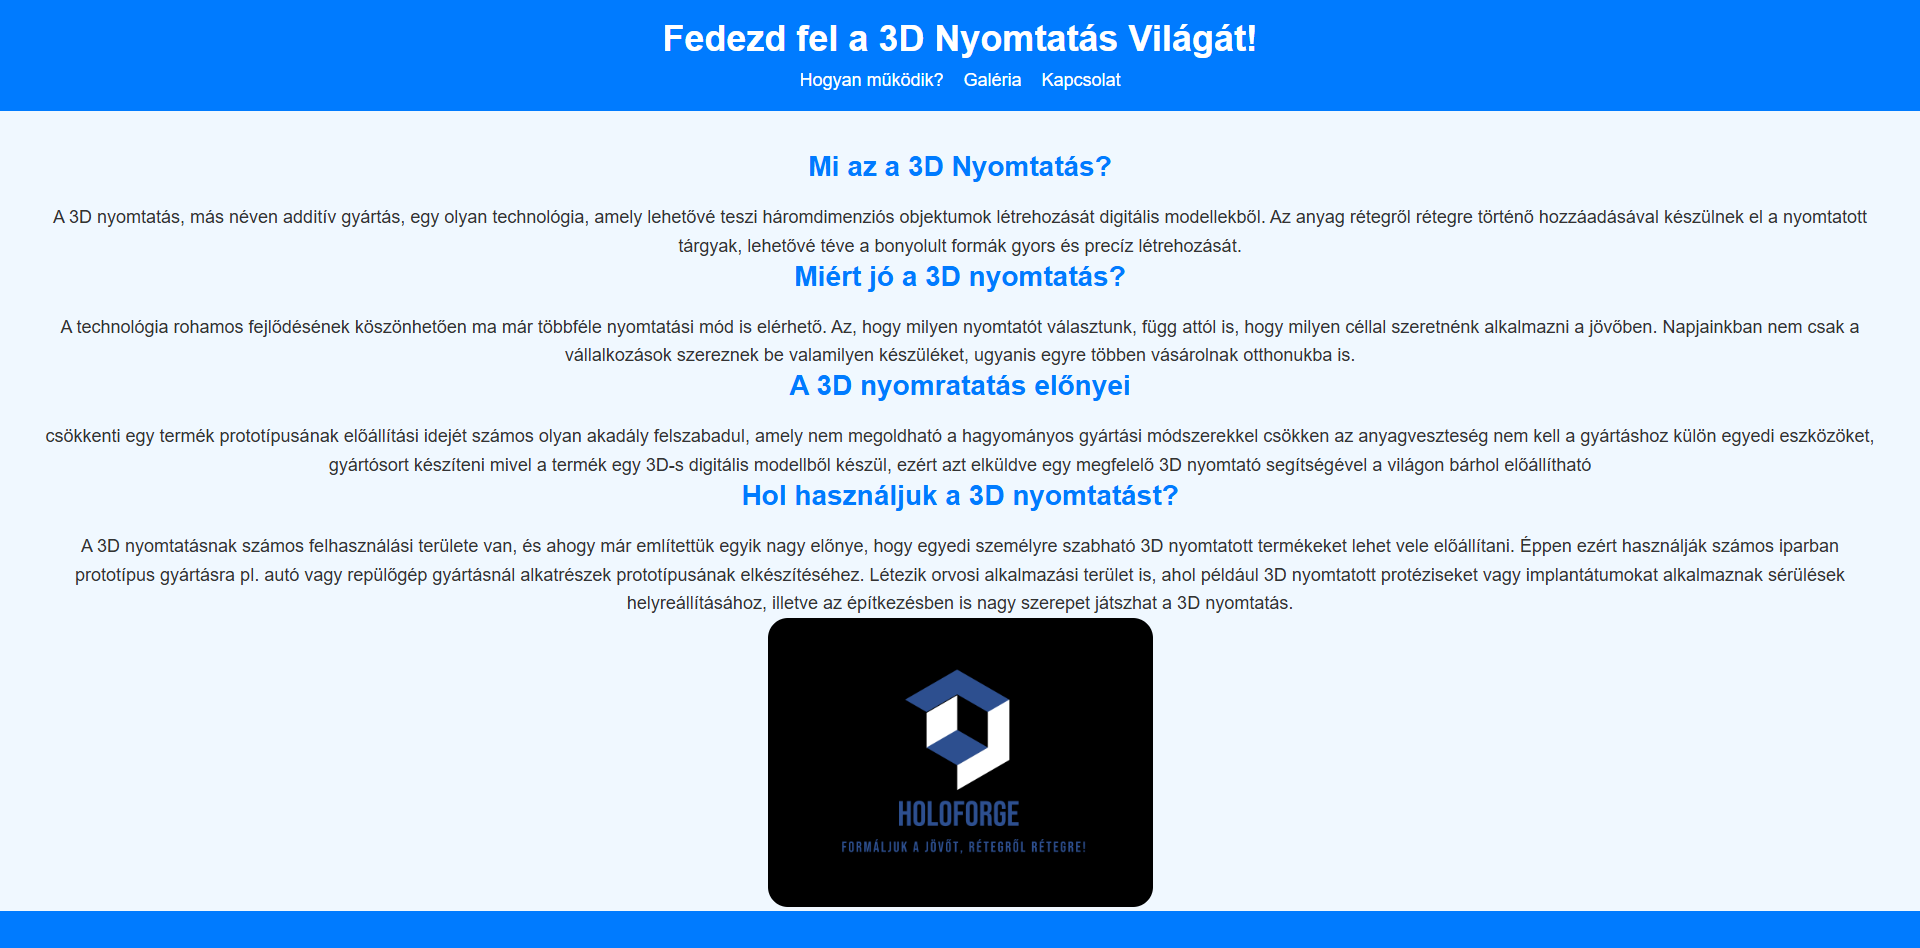 Fedezd fel a 3D Nyomtatás Világát!
Hogyan működik? Galéria Kapcsolat
Mi az a 3D Nyomtatás?
A 3D nyomtatás, más néven additív gyártás, egy olyan technológia, amely lehetővé teszi háromdimenziós objektumok létrehozását digitális modellekből. Az anyag rétegről rétegre történő hozzáadásával készülnek el a nyomtatott
tárgyak, lehetővé téve a bonyolult formák gyors és precíz létrehozását.
Miért jó a 3D nyomtatás?
A technológia rohamos fejlődésének köszönhetően ma már többféle nyomtatási mód is elérhető. Az, hogy milyen nyomtatót választunk, függ attól is, hogy milyen céllal szeretnénk alkalmazni a jövőben. Napjainkban nem csak a
vállalkozások szereznek be valamilyen készüléket, ugyanis egyre többen vásárolnak otthonukba is.
A 3D nyomratatás előnyei
csökkenti egy termék prototípusának előállítási idejét számos olyan akadály felszabadul, amely nem megoldható a hagyományos gyártási módszerekkel csökken az anyagveszteség nem kell a gyártáshoz külön egyedi eszközöket,
gyártósort készíteni mivel a termék egy 3D-s digitális modellből készül, ezért azt elküldve egy megfelelő 3D nyomtató segítségével a világon bárhol előállítható
Hol használjuk a 3D nyomtatást?
A 3D nyomtatásnak számos felhasználási területe van, és ahogy már említettük egyik nagy előnye, hogy egyedi személyre szabható 3D nyomtatott termékeket lehet vele előállítani. Éppen ezért használják számos iparban
prototípus gyártásra pl. autó vagy repülőgép gyártásnál alkatrészek prototípusának elkészítéséhez. Létezik orvosi alkalmazási terület is, ahol például 3D nyomtatott protéziseket vagy implantátumokat alkalmaznak sérülések
helyreállításához, illetve az építkezésben is nagy szerepet játszhat a 3D nyomtatás.
HOLOFORGE
FORMÁLJUK A JÖVŐT, RÉTEGRŐL RÉTEGRE!